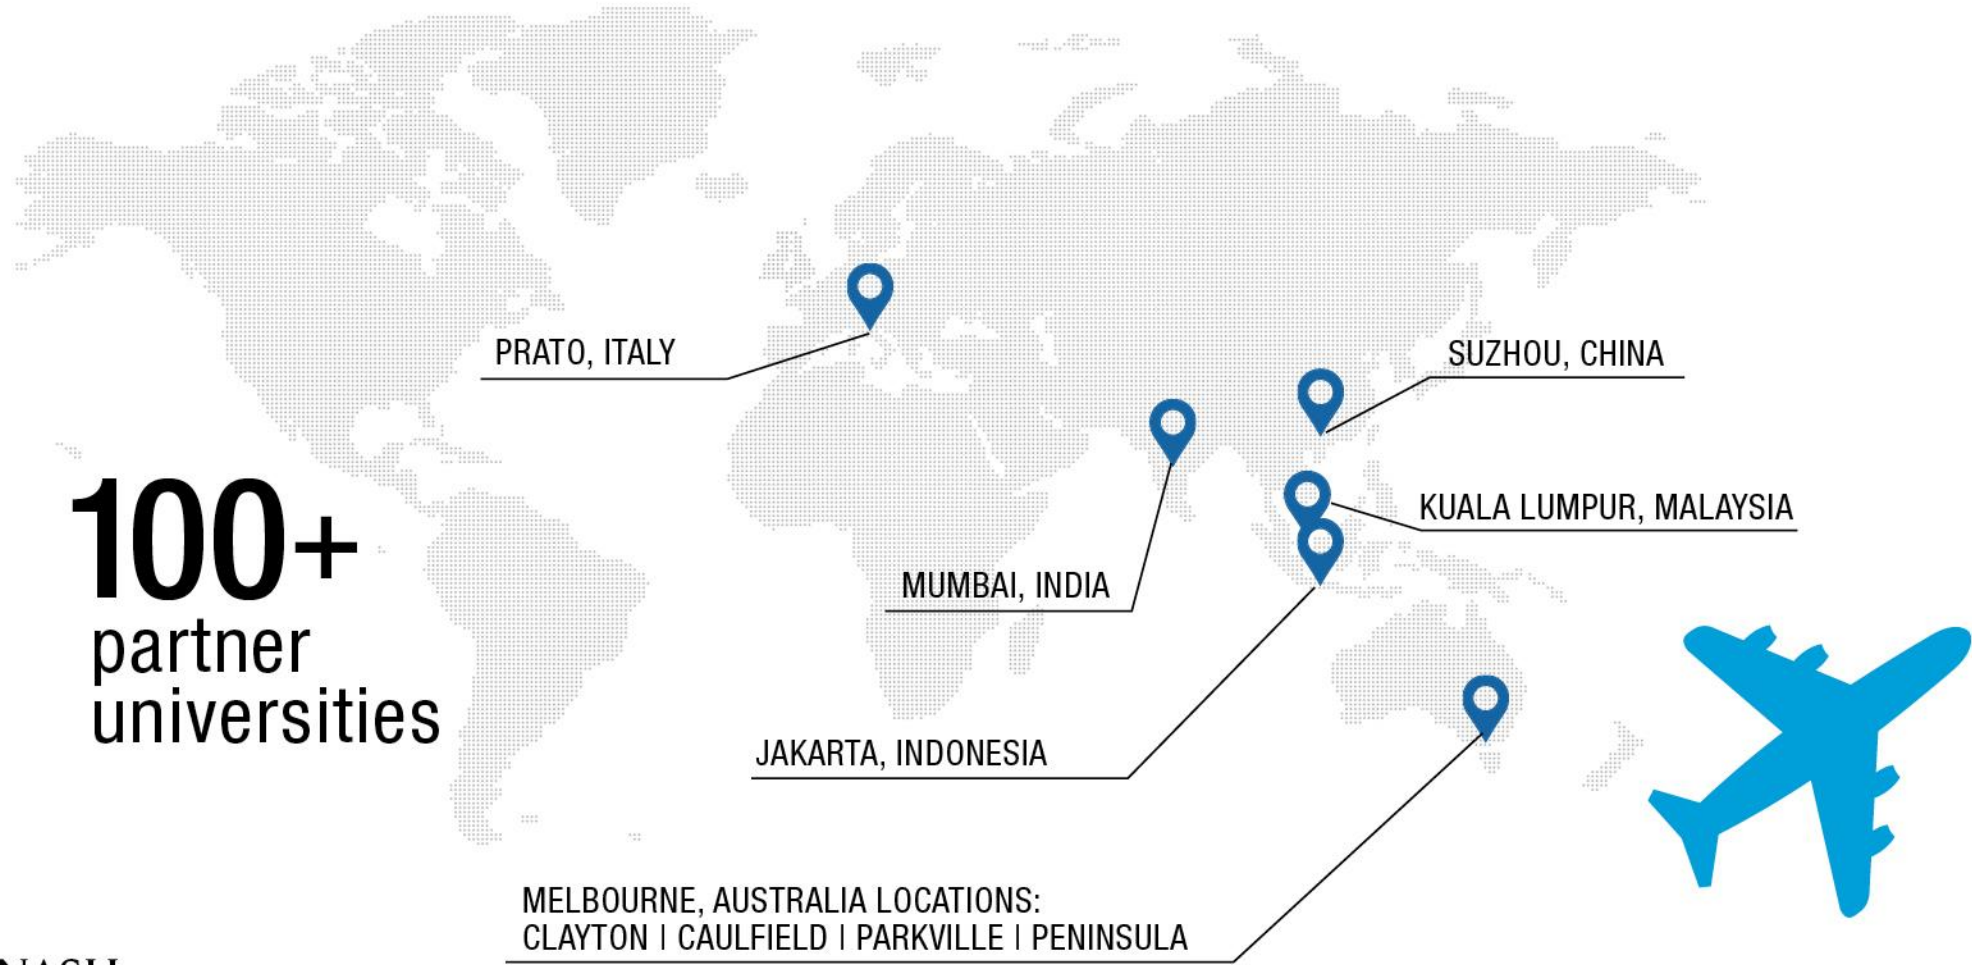 PRATO, ITALY
SUZHOU, CHINA
100+
partner
universities
KUALA LUMPUR, MALAYSIA
MUMBAI, INDIA
JAKARTA, INDONESIA
MELBOURNE, AUSTRALIA LOCATIONS:
CLAYTON | CAULFIELD | PARKVILLE | PENINSULA